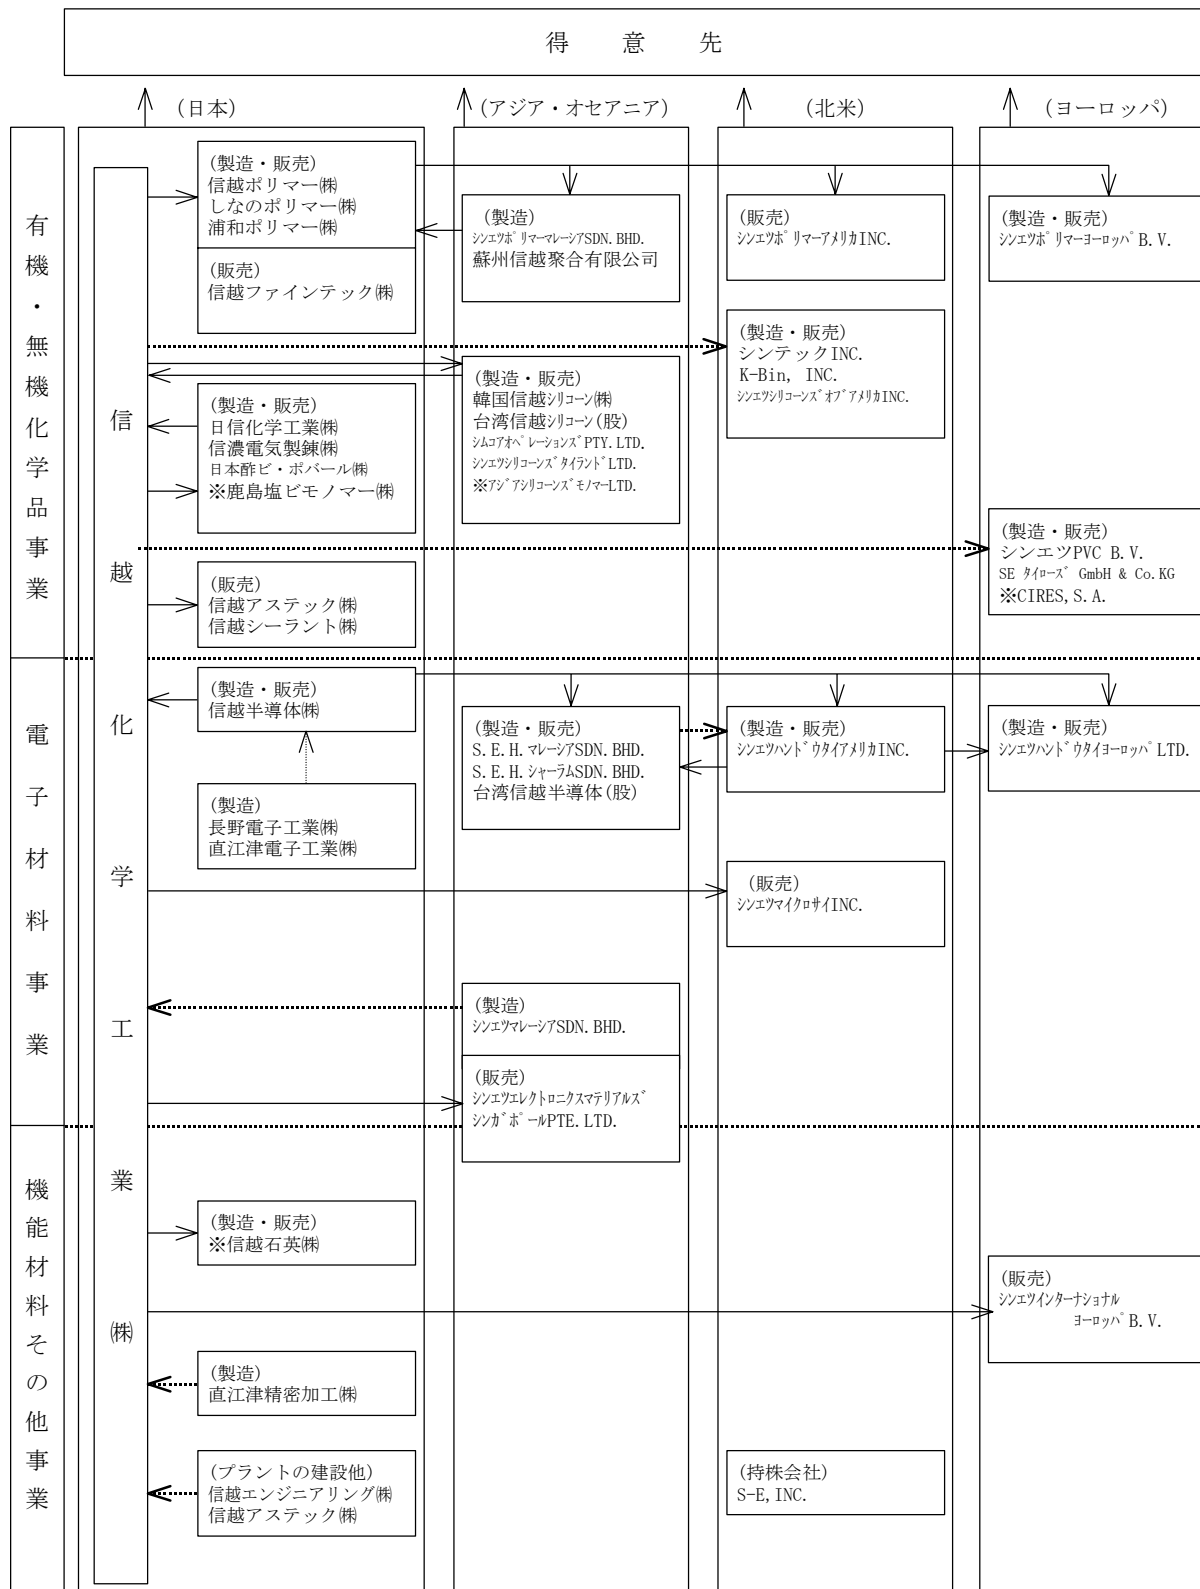 得　意　先
(日本)
(アジア・オセアニア)
(北米)
(ヨーロッパ)
有機・無機化学品事業
電子材料事業
機能材料その他事業
信越化学工業㈱
(製造・販売)
信越ポリマー㈱
しなのポリマー㈱
浦和ポリマー㈱
(販売)
信越ファインテック㈱
(製造)
ｼﾝｴﾂﾎﾟﾘﾏｰﾏﾚｰｼｱSDN.BHD.
蘇州信越聚合有限公司
(販売)
ｼﾝｴﾂﾎﾟﾘﾏｰｱﾒﾘｶINC.
(製造・販売)
ｼﾝｴﾂﾎﾟﾘﾏｰﾖｰﾛｯﾊﾟB.V.
(製造・販売)
シンテックINC.
K-Bin, INC.
ｼﾝｴﾂｼﾘｺｰﾝｽﾞｵﾌﾞｱﾒﾘｶINC.
(製造・販売)
韓国信越ｼﾘｺｰﾝ㈱
台湾信越ｼﾘｺｰﾝ(股)
ｼﾑｺｱｵﾍﾟﾚｰｼｮﾝｽﾞPTY.LTD.
ｼﾝｴﾂｼﾘｺｰﾝｽﾞﾀｲﾗﾝﾄﾞLTD.
※ｱｼﾞｱｼﾘｺｰﾝｽﾞﾓﾉﾏｰLTD.
(製造・販売)
日信化学工業㈱
信濃電気製錬㈱
日本酢ビ・ポバール㈱
※鹿島塩ビモノマー㈱
(製造・販売)
シンエツPVC B.V.
SE ﾀｲﾛｰｽﾞ GmbH & Co.KG
※CIRES,S.A.
(販売)
信越アステック㈱
信越シーラント㈱
(製造・販売)
信越半導体㈱
(製造・販売)
S.E.H.ﾏﾚｰｼｱSDN.BHD.
S.E.H.ｼｬｰﾗﾑSDN.BHD.
台湾信越半導体(股)
(製造・販売)
ｼﾝｴﾂﾊﾝﾄﾞｳﾀｲｱﾒﾘｶINC.
(製造・販売)
ｼﾝｴﾂﾊﾝﾄﾞｳﾀｲﾖｰﾛｯﾊﾟLTD.
(製造)
長野電子工業㈱
直江津電子工業㈱
(販売)
ｼﾝｴﾂﾏｲｸﾛｻｲINC.
(製造)
ｼﾝｴﾂﾏﾚｰｼｱSDN.BHD.
(販売)
ｼﾝｴﾂｴﾚｸﾄﾛﾆｸｽﾏﾃﾘｱﾙｽﾞ
ｼﾝｶﾞﾎﾟｰﾙPTE.LTD.
(製造・販売)
※信越石英㈱
(販売)
ｼﾝｴﾂｲﾝﾀｰﾅｼｮﾅﾙ
ﾖｰﾛｯﾊﾟB.V.
(製造)
直江津精密加工㈱
(プラントの建設他)
信越エンジニアリング㈱
信越アステック㈱
(持株会社)
S-E,INC.